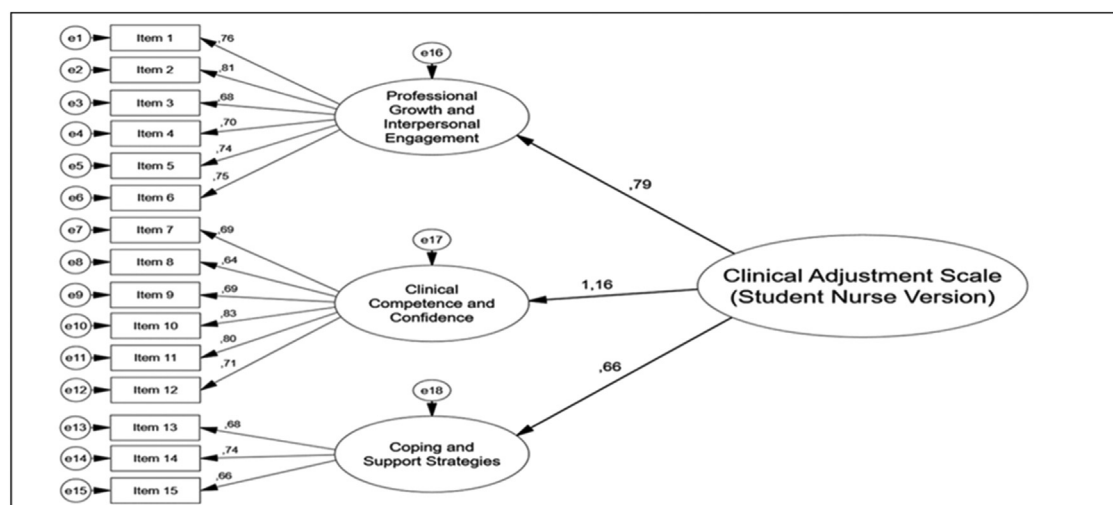 e1 Item 1 ,76
e2 Item 2 ,81
e3 Item 3 ,68
e4 Item 4 ,70
e5 Item 5 ,74
e6 Item 6 ,75
e16
Professional
Growth and
Interpersonal
Engagement
,79
e7 Item 7 ,69
e8 Item 8 ,64
e9 Item 9 ,69
e10 Item 10 ,83
e11 Item 11 ,80
e12 Item 12 ,71
e17
Clinical
Competence and
Confidence
1,16
Clinical Adjustment Scale
(Student Nurse Version)
,66
e13 Item 13 ,68
e14 Item 14 ,74
e15 Item 15 ,66
e18
Coping and
Support Strategies